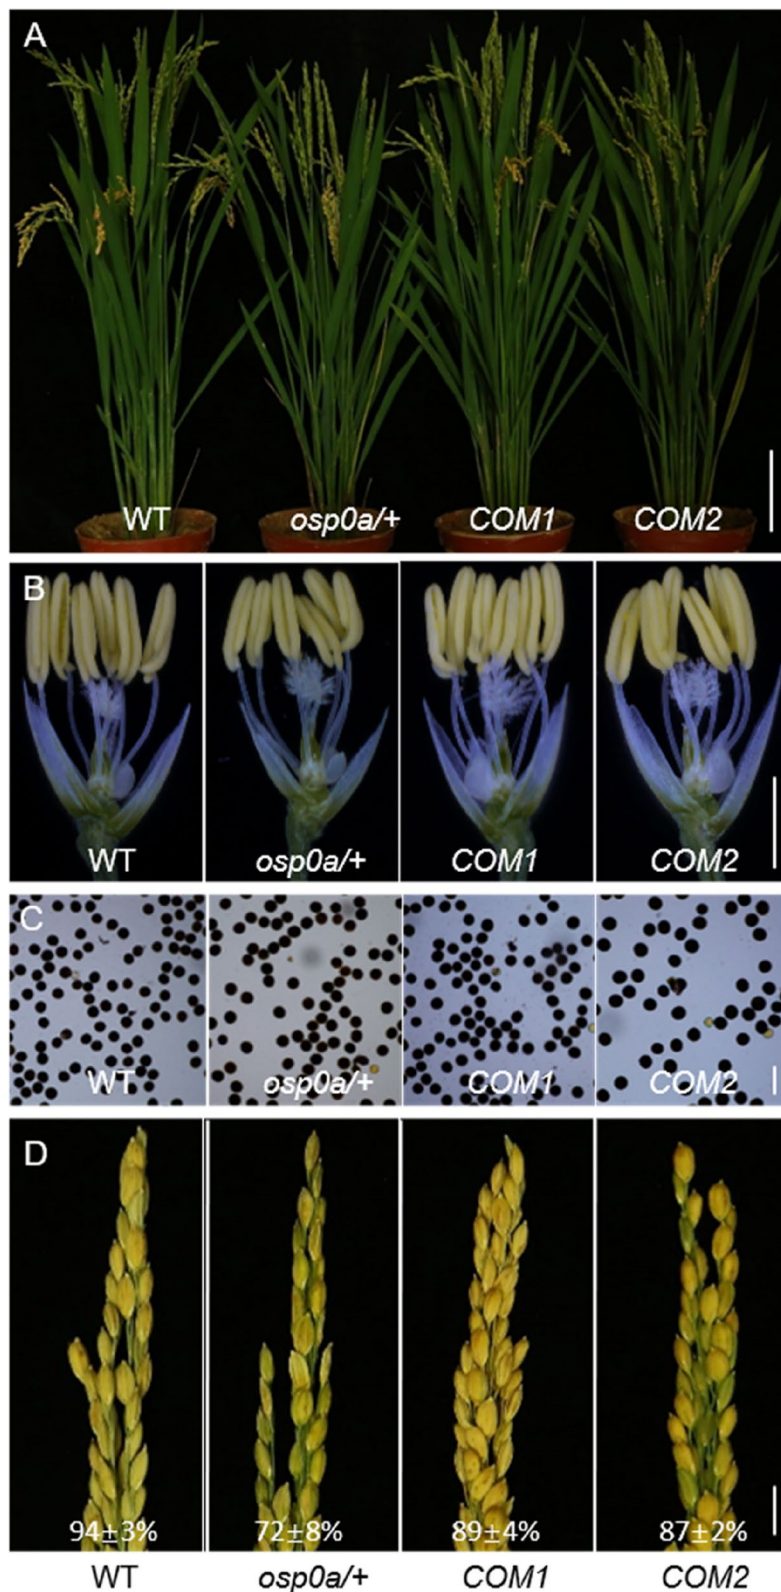 A
WT osp0a/+ COM1 COM2
B
WT osp0a/+ COM1 COM2
C
WT osp0a/+ COM1 COM2
D
94±3% 72±8% 89±4% 87±2%
WT osp0a/+ COM1 COM2